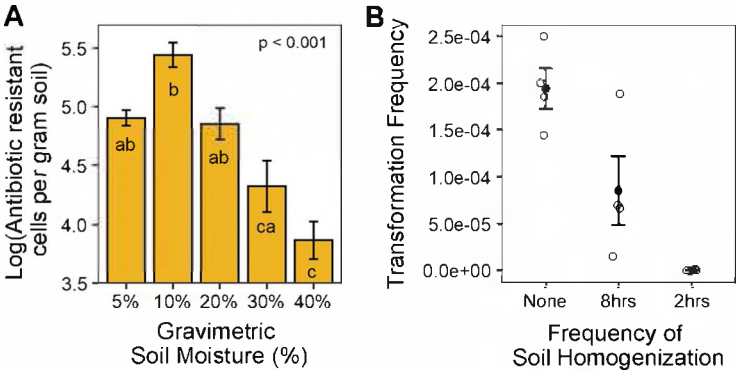 A
Log(Antibiotic resistant
cells per gram soil)
5.5
5.0
4.5
4.0
3.5
p < 0.001
ab
b
ab
ca
c
5% 10% 20% 30% 40%
Gravimetric
Soil Moisture (%)
B
Transformation Frequency
2.5e-04
2.0e-04
1.5e-04
1.0e-04
5.0e-05
0.0e+00
None 8hrs 2hrs
Frequency of
Soil Homogenization